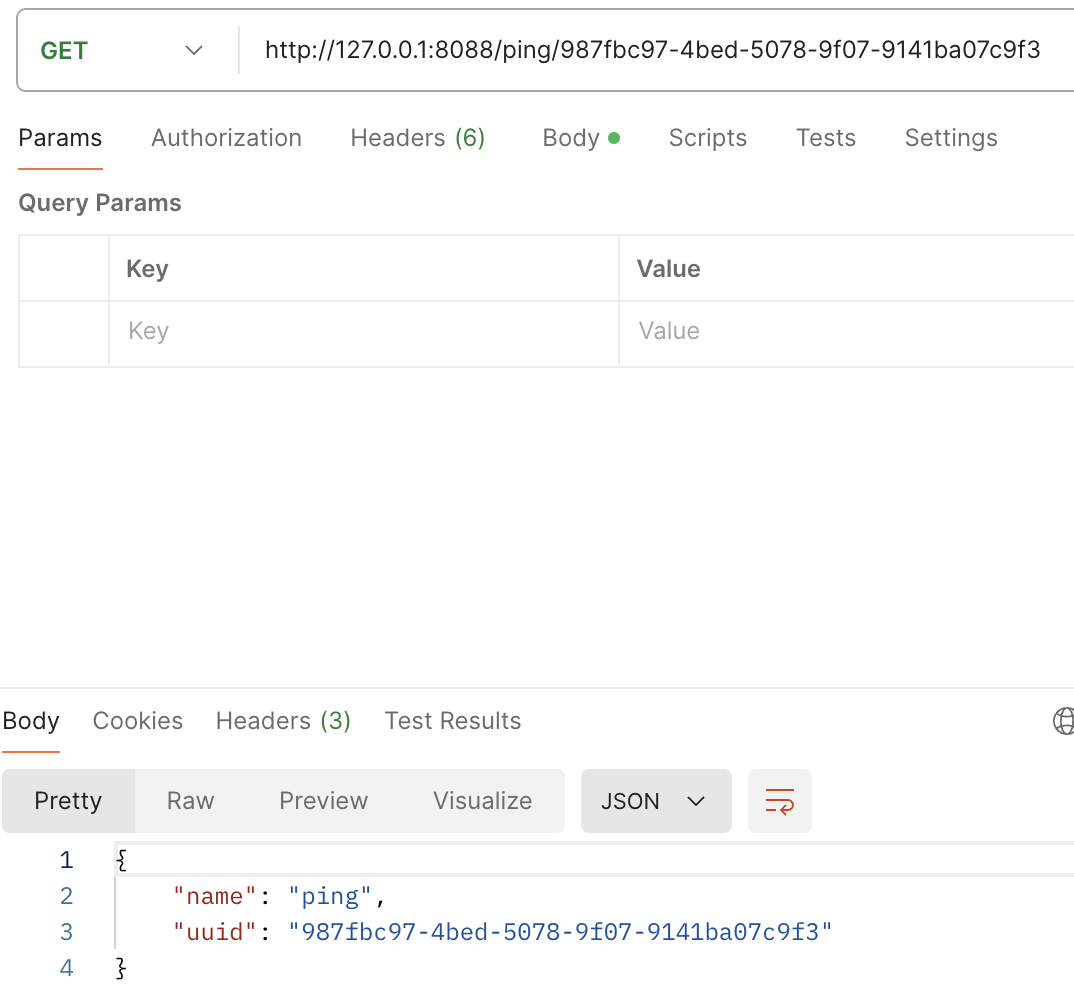 GET http://127.0.0.1:8088/ping/987fbc97-4bed-5078-9f07-9141ba07c9f3
Params Authorization Headers (6) Body Scripts Tests Settings
Query Params
Key Value
Key Value
Body Cookies Headers (3) Test Results
Pretty Raw Preview Visualize JSON
1 {
2 "name": "ping",
3 "uuid": "987fbc97-4bed-5078-9f07-9141ba07c9f3"
4 }